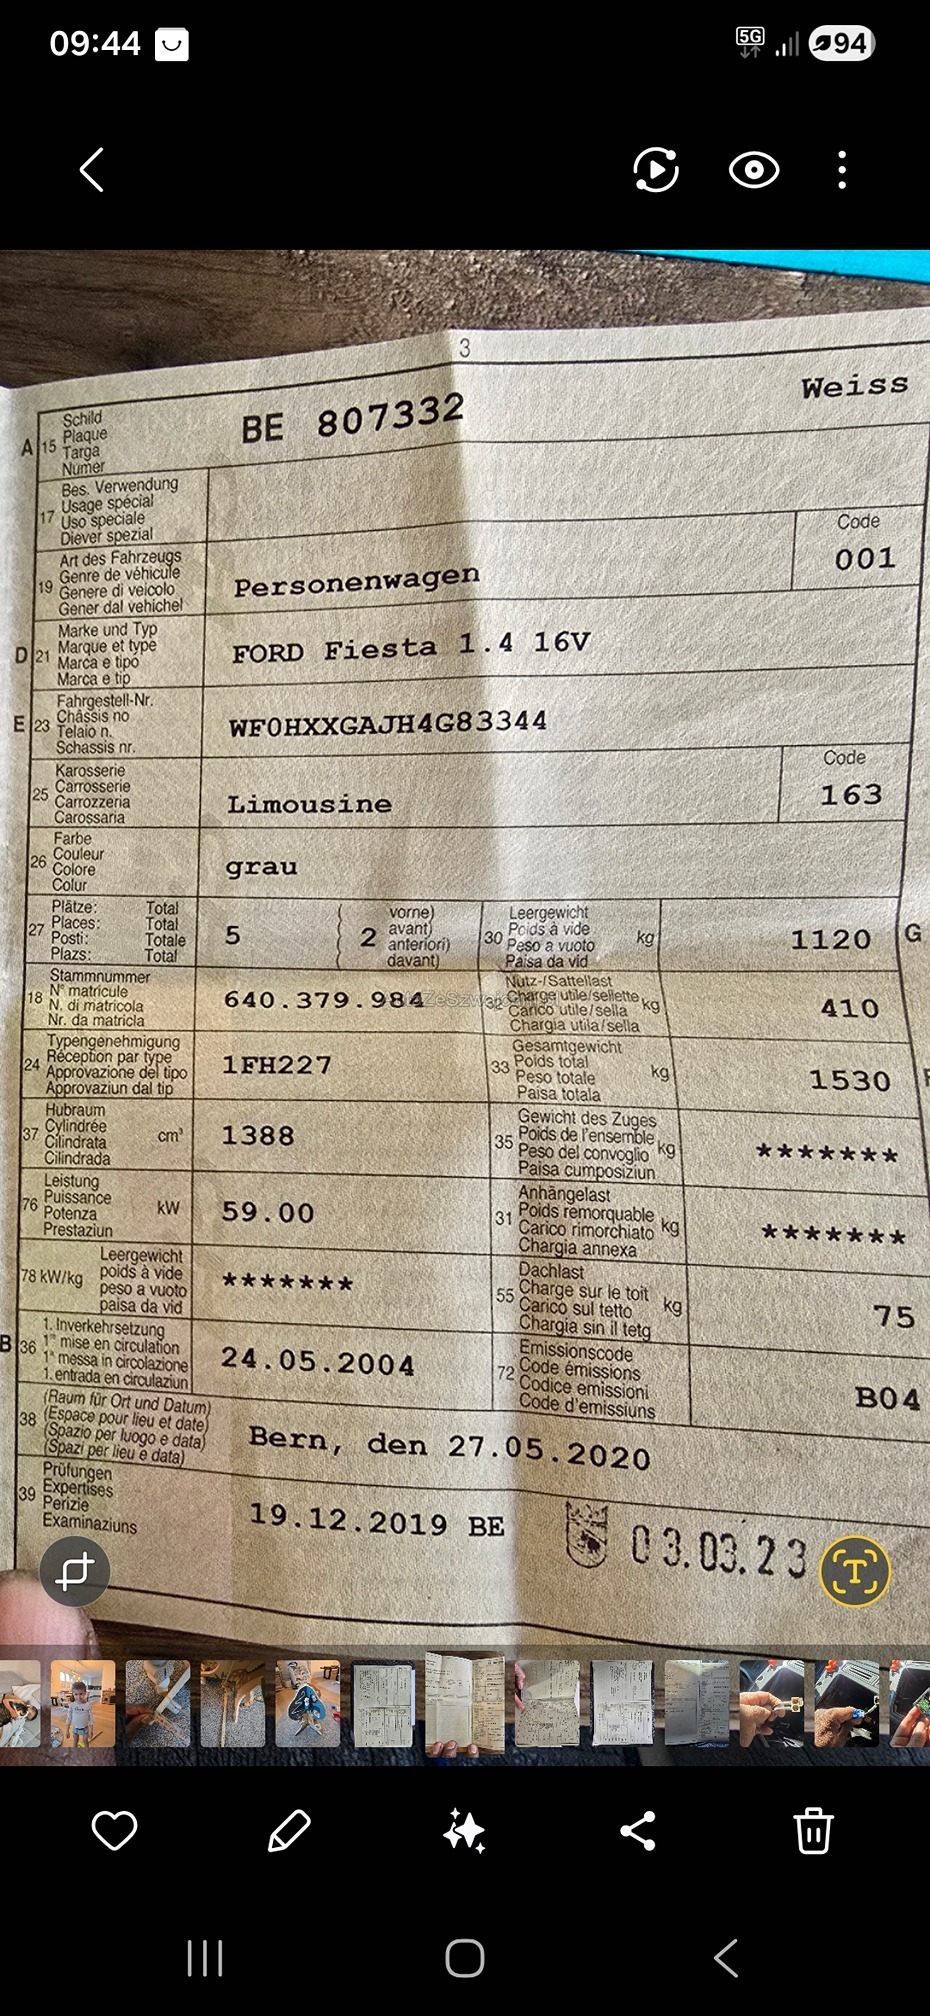 09:44
5G
94
3
A 15 Schild
Plaque
Targa
Numer
BE 807332
Weiss
17 Bes. Verwendung
Usage spécial
Uso speciale
Diever spezial
19 Art des Fahrzeugs
Genre de véhicule
Genere di veicolo
Gener dal vehichel
Personenwagen
Code
001
D 21 Marke und Typ
Marque et type
Marca e tipo
Marca e tip
FORD Fiesta 1.4 16V
E 23 Fahrgestell-Nr.
Châssis no
Telaio n.
Schassis nr.
WF0HXXGAJH4G83344
25 Karosserie
Carrosserie
Carrozzeria
Carossaria
Limousine
Code
163
26 Farbe
Couleur
Colore
Colur
grau
27 Plätze: Total
Places: Total
Posti: Totale
Plazs: Total
5
2 vorne)
avant)
anteriori)
davant)
30 Leergewicht
Poids à vide
Peso a vuoto
Paisa da vid
kg
1120
G
18 Stammnummer
N° matricule
N. di matricola
Nr. da matricla
640.379.984
32 Nutz-/Sattellast
Charge utile/sellette
Carico utile/sella
Chargia utila/sella
kg
410
24 Typengenehmigung
Réception par type
Approvazione del tipo
Approvaziun dal tip
1FH227
33 Gesamtgewicht
Poids total
Peso totale
Paisa totala
kg
1530
37 Hubraum
Cylindrée
Cilindrata
Cilindrada
cm³
1388
35 Gewicht des Zuges
Poids de l'ensemble
Peso del convoglio
Paisa cumposiziun
kg
*******
76 Leistung
Puissance
Potenza
Prestaziun
kW
59.00
31 Anhängelast
Poids remorquable
Carico rimorchiato
Chargia annexa
kg
*******
78 kW/kg Leergewicht
poids à vide
peso a vuoto
paisa da vid
*******
55 Dachlast
Charge sur le toit
Carico sul tetto
Chargia sin il tetg
kg
75
B 36 1. Inverkehrsetzung
1re mise en circulation
1a messa in circolazione
1. entrada en circulaziun
24.05.2004
72 Emissionscode
Code émissions
Codice emissioni
Code d'emissiuns
B04
38 (Raum für Ort und Datum)
(Espace pour lieu et date)
(Spazio per luogo e data)
(Spazi per lieu e data)
Bern, den 27.05.2020
39 Prüfungen
Expertises
Perizie
Examinaziuns
19.12.2019 BE
03.03.23
T